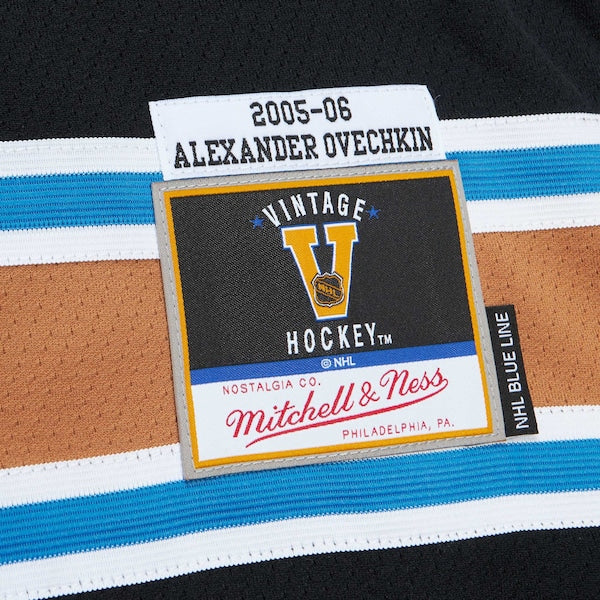 2005-06
ALEXANDER OVECHKIN
VINTAGE
V
NHL
HOCKEY™
© NHL
NOSTALGIA CO.
Mitchell & Ness
PHILADELPHIA, PA.
NHL BLUE LINE